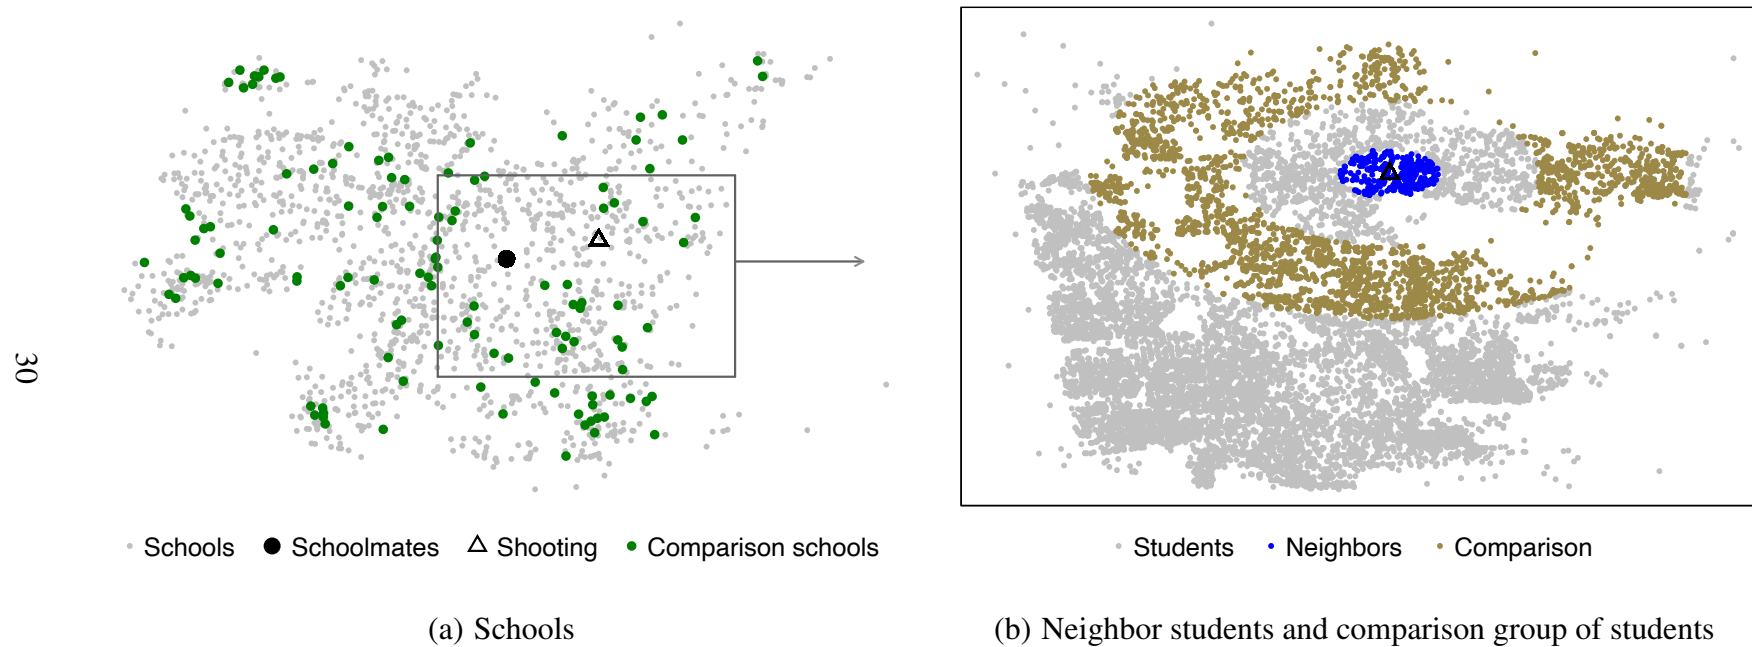 30
Schools Schoolmates Shooting Comparison schools
Students Neighbors Comparison
(a) Schools
(b) Neighbor students and comparison group of students